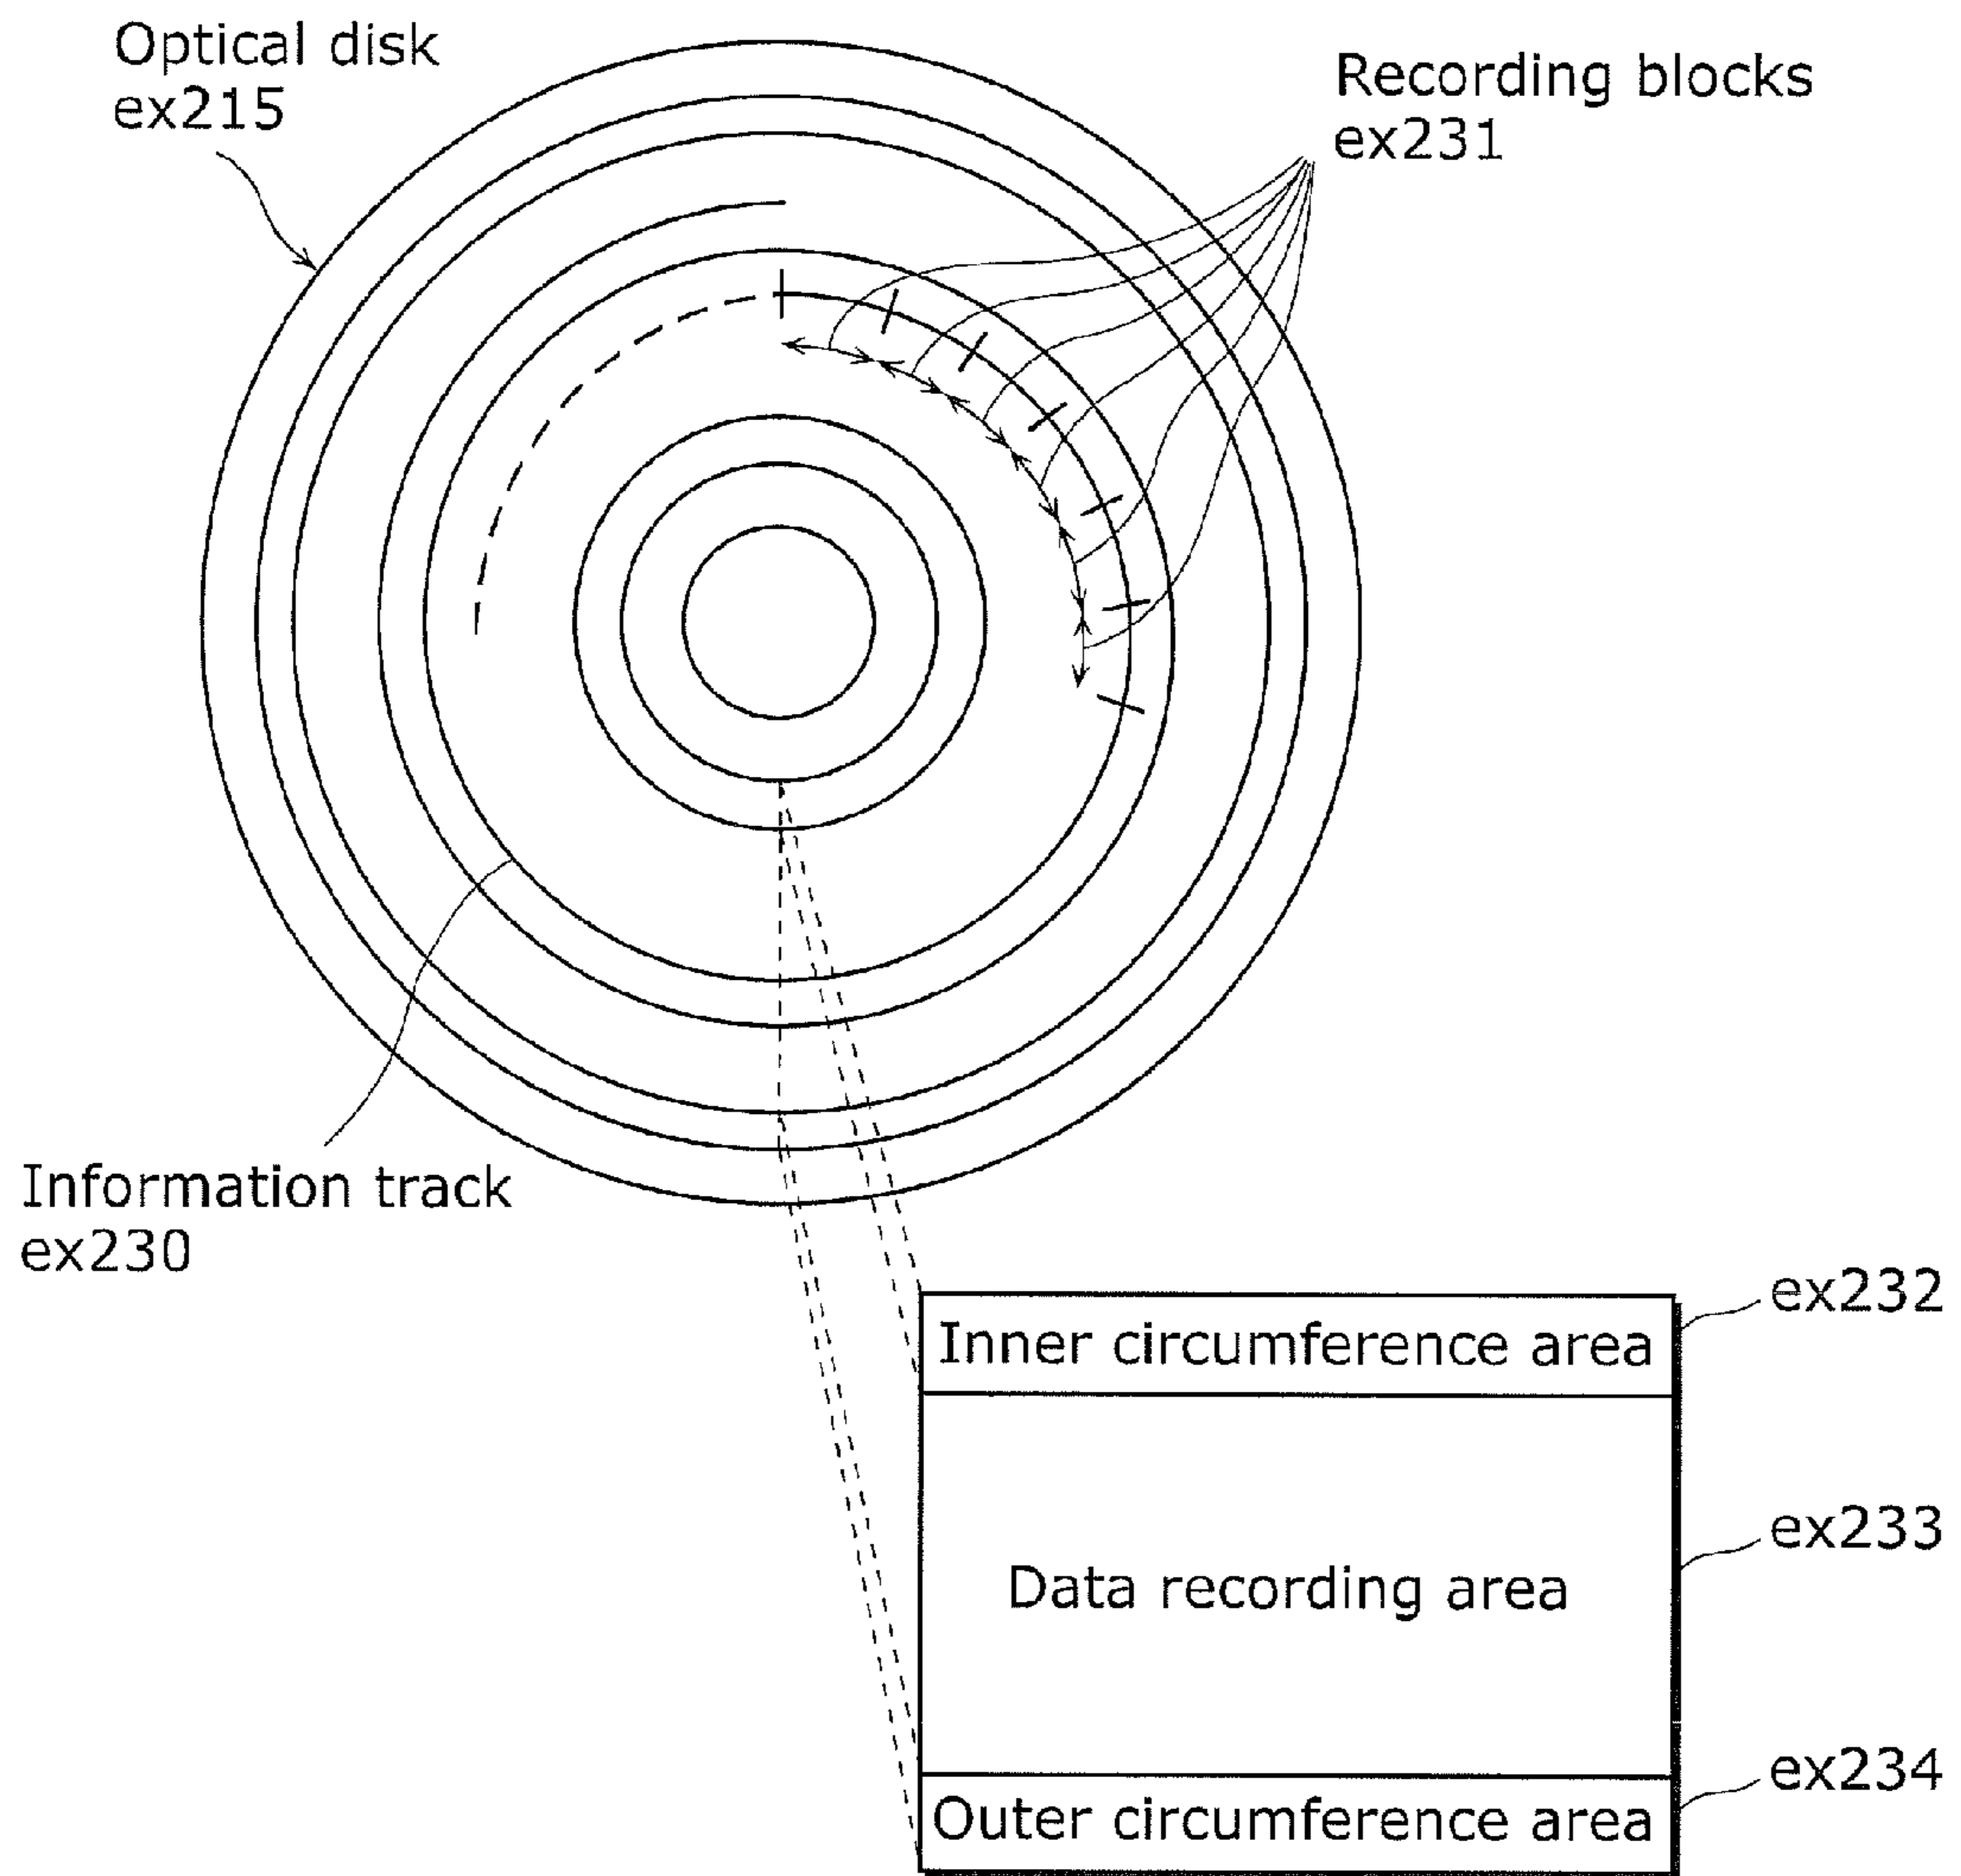 Optical disk
ex215
Recording blocks
ex231
Information track
ex230
ex232
Inner circumference area
ex233
Data recording area
ex234
Outer circumference area